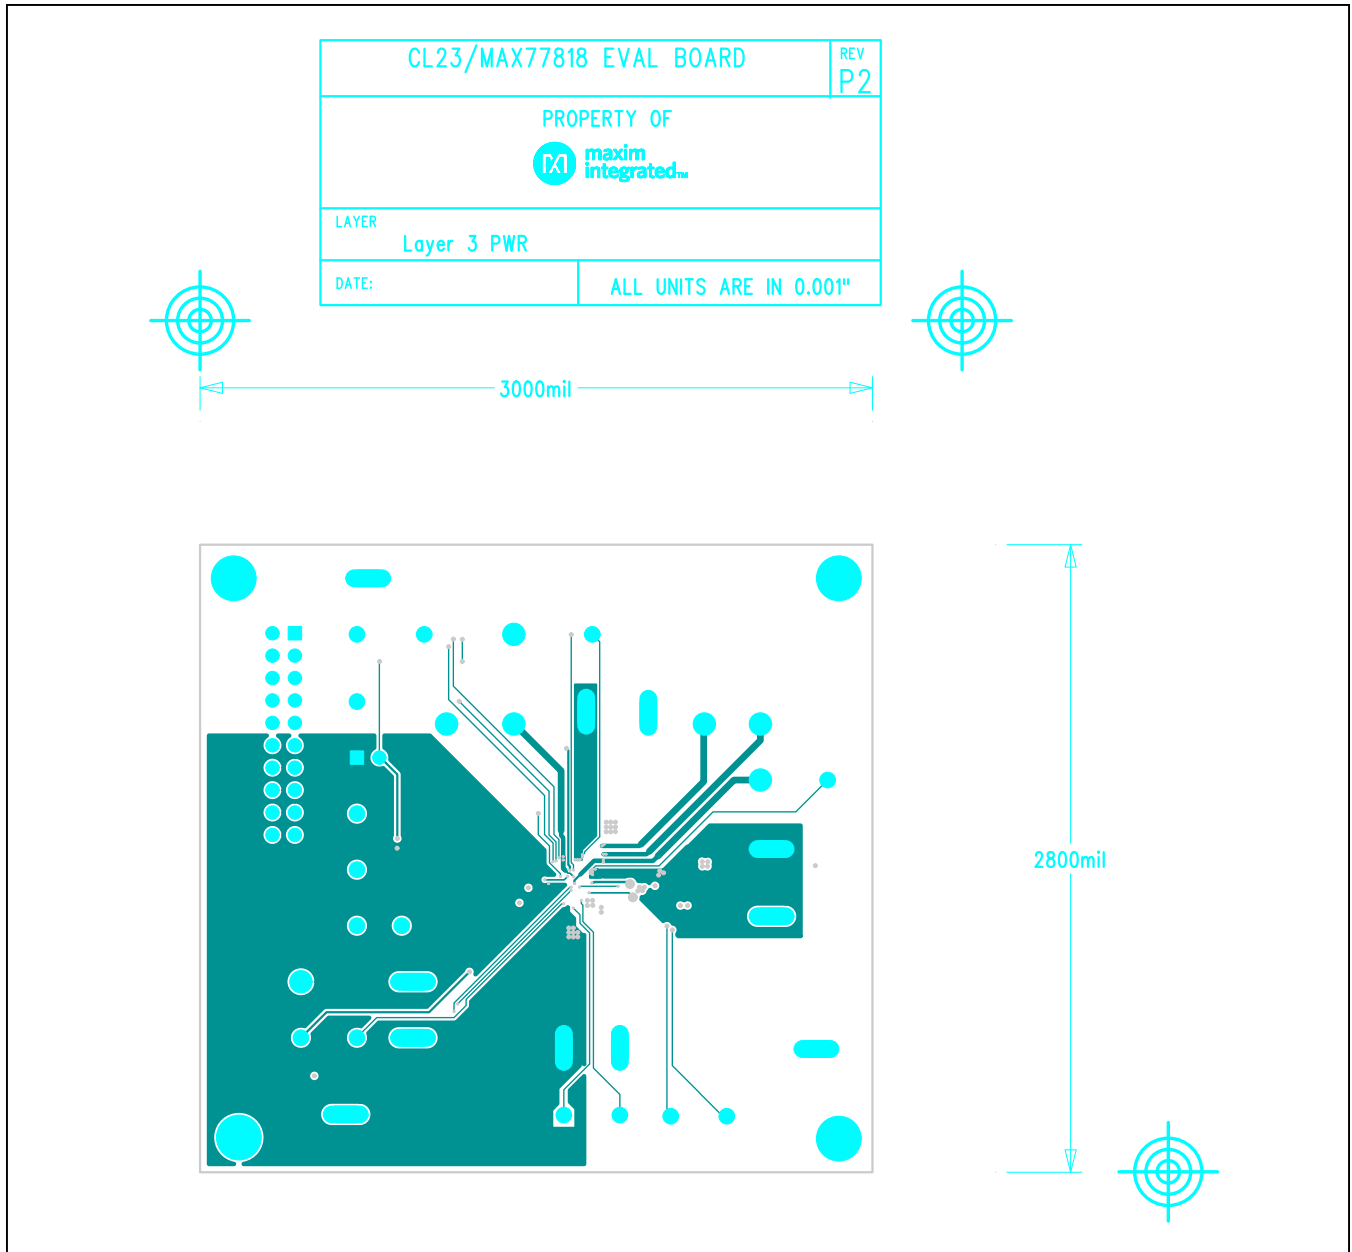 CL23/MAX77818 EVAL BOARD
REV
P2
PROPERTY OF
maxim
integrated™
LAYER
Layer 3 PWR
DATE:
ALL UNITS ARE IN 0.001"
3000mil
2800mil